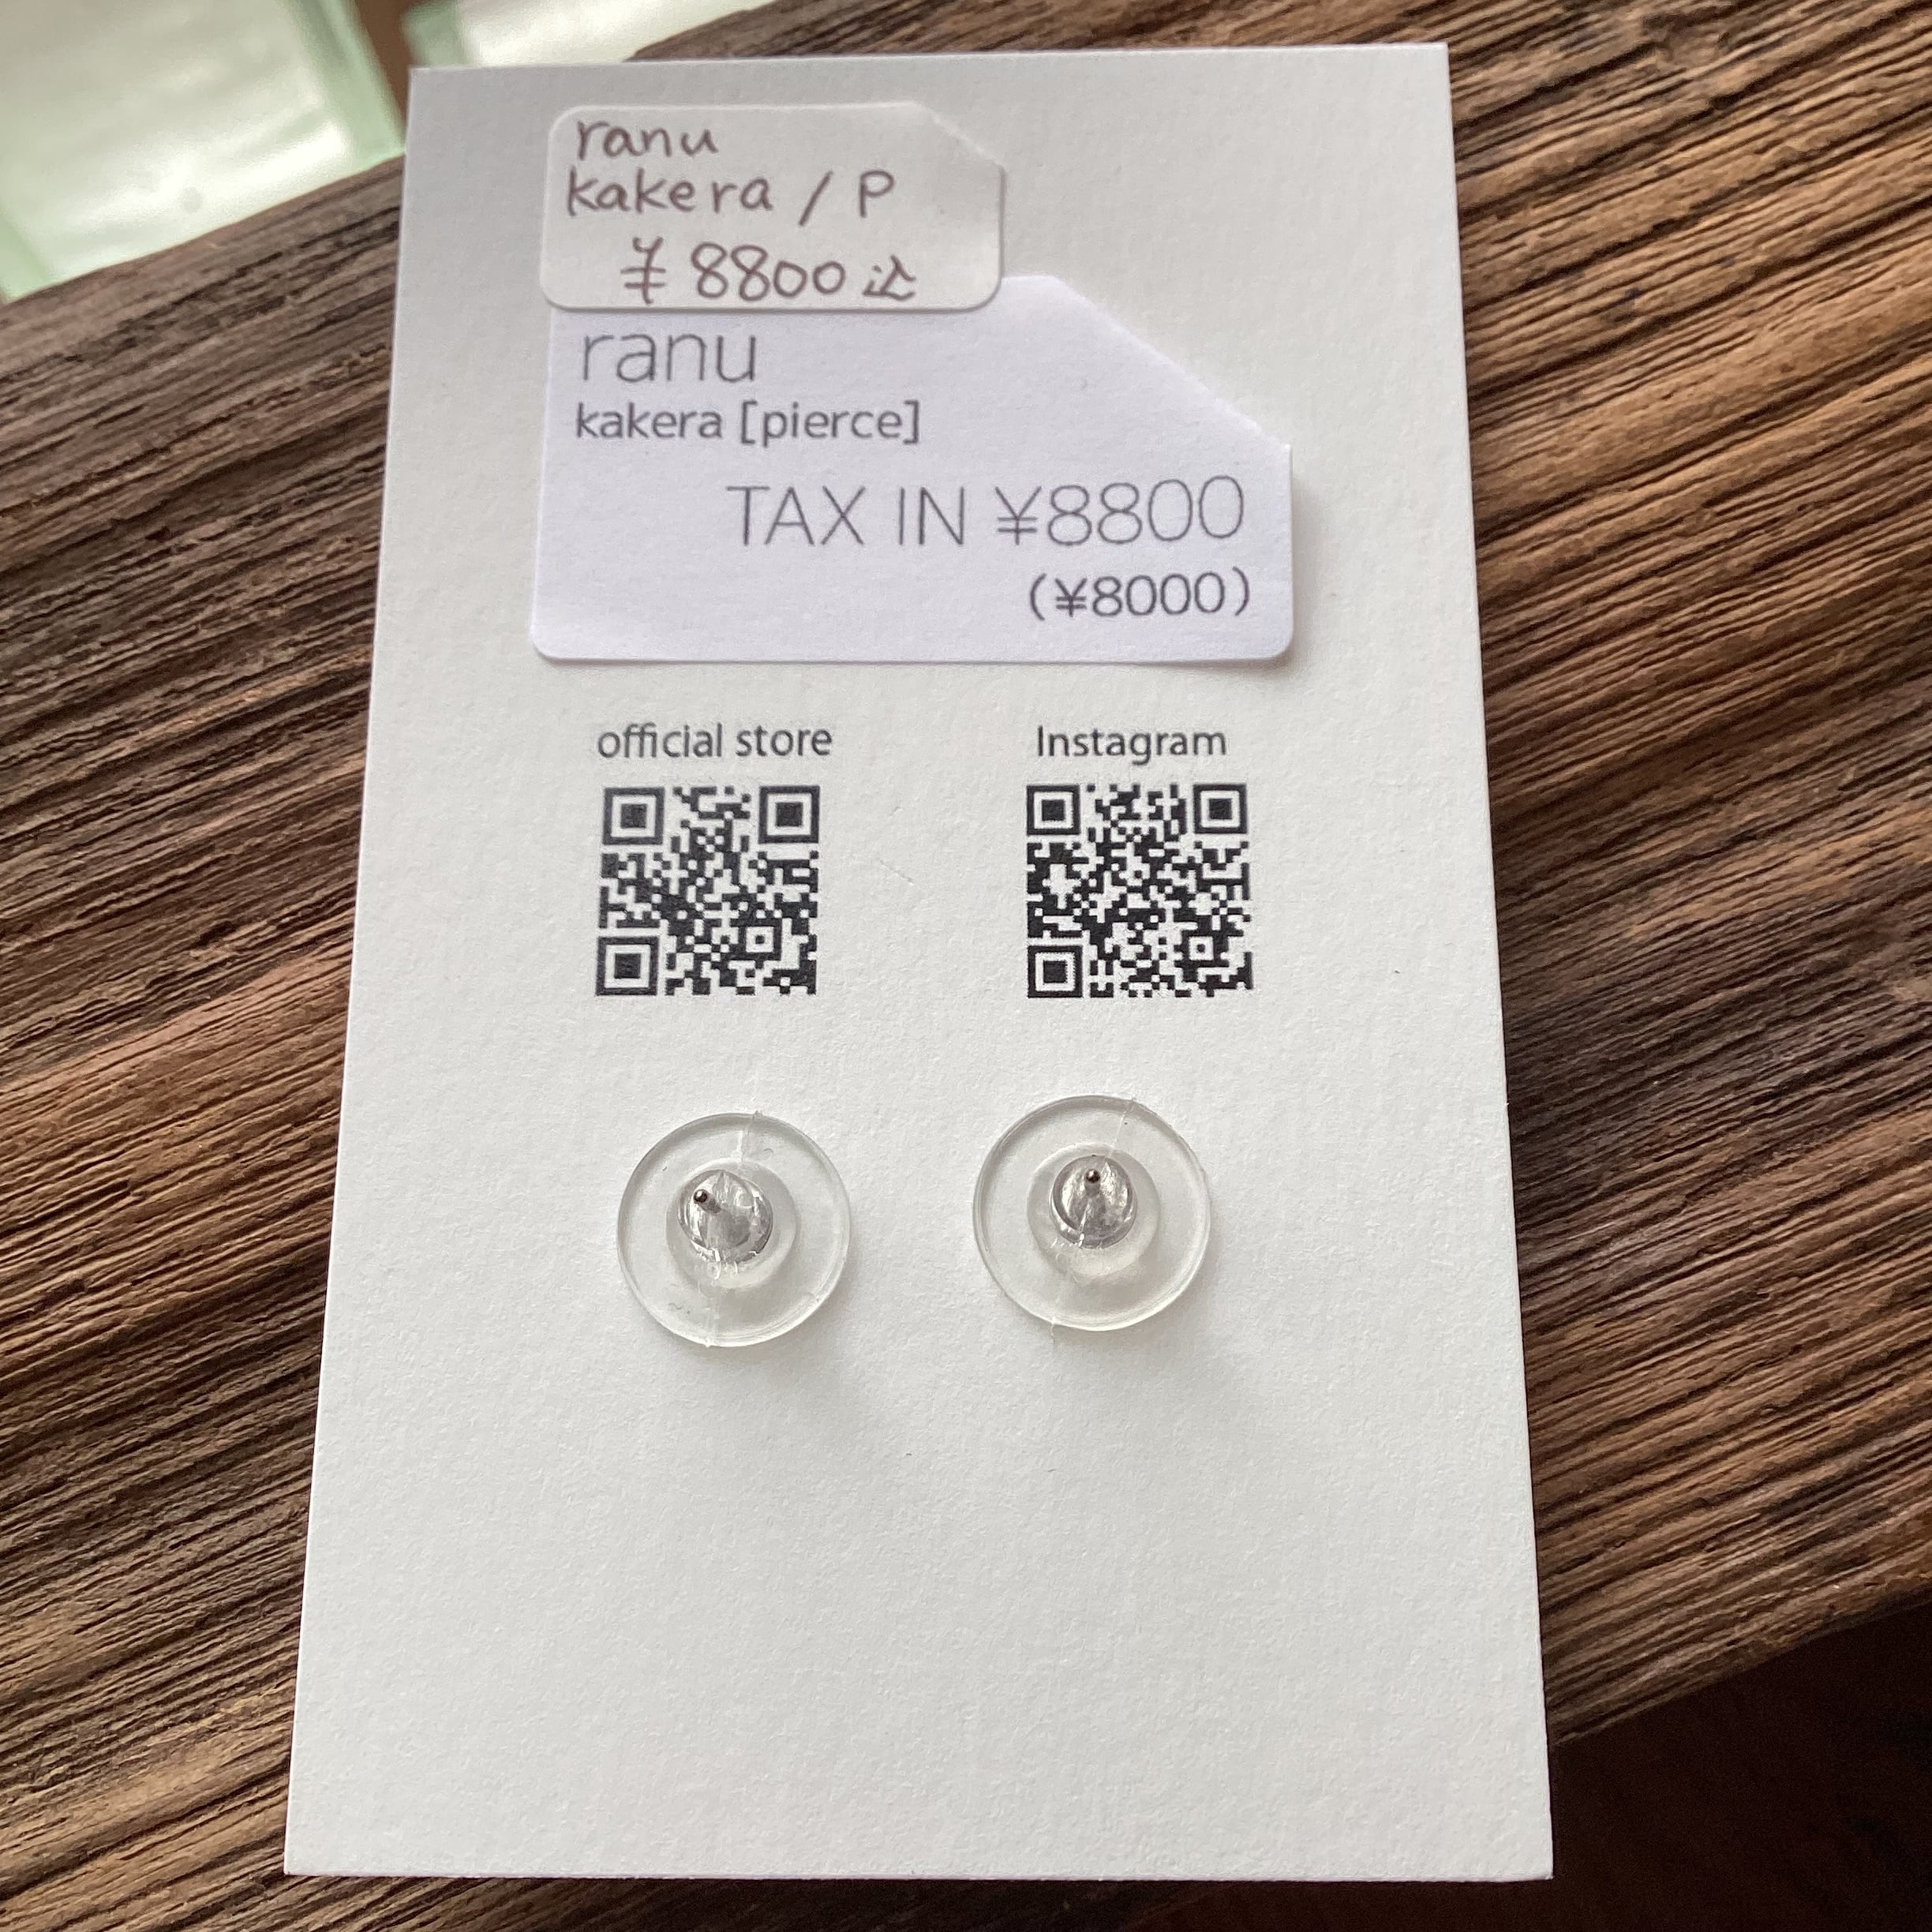 ranu
kakera / P
¥8800込
ranu
kakera [pierce]
TAX IN ¥8800
(¥8000)
official store
Instagram